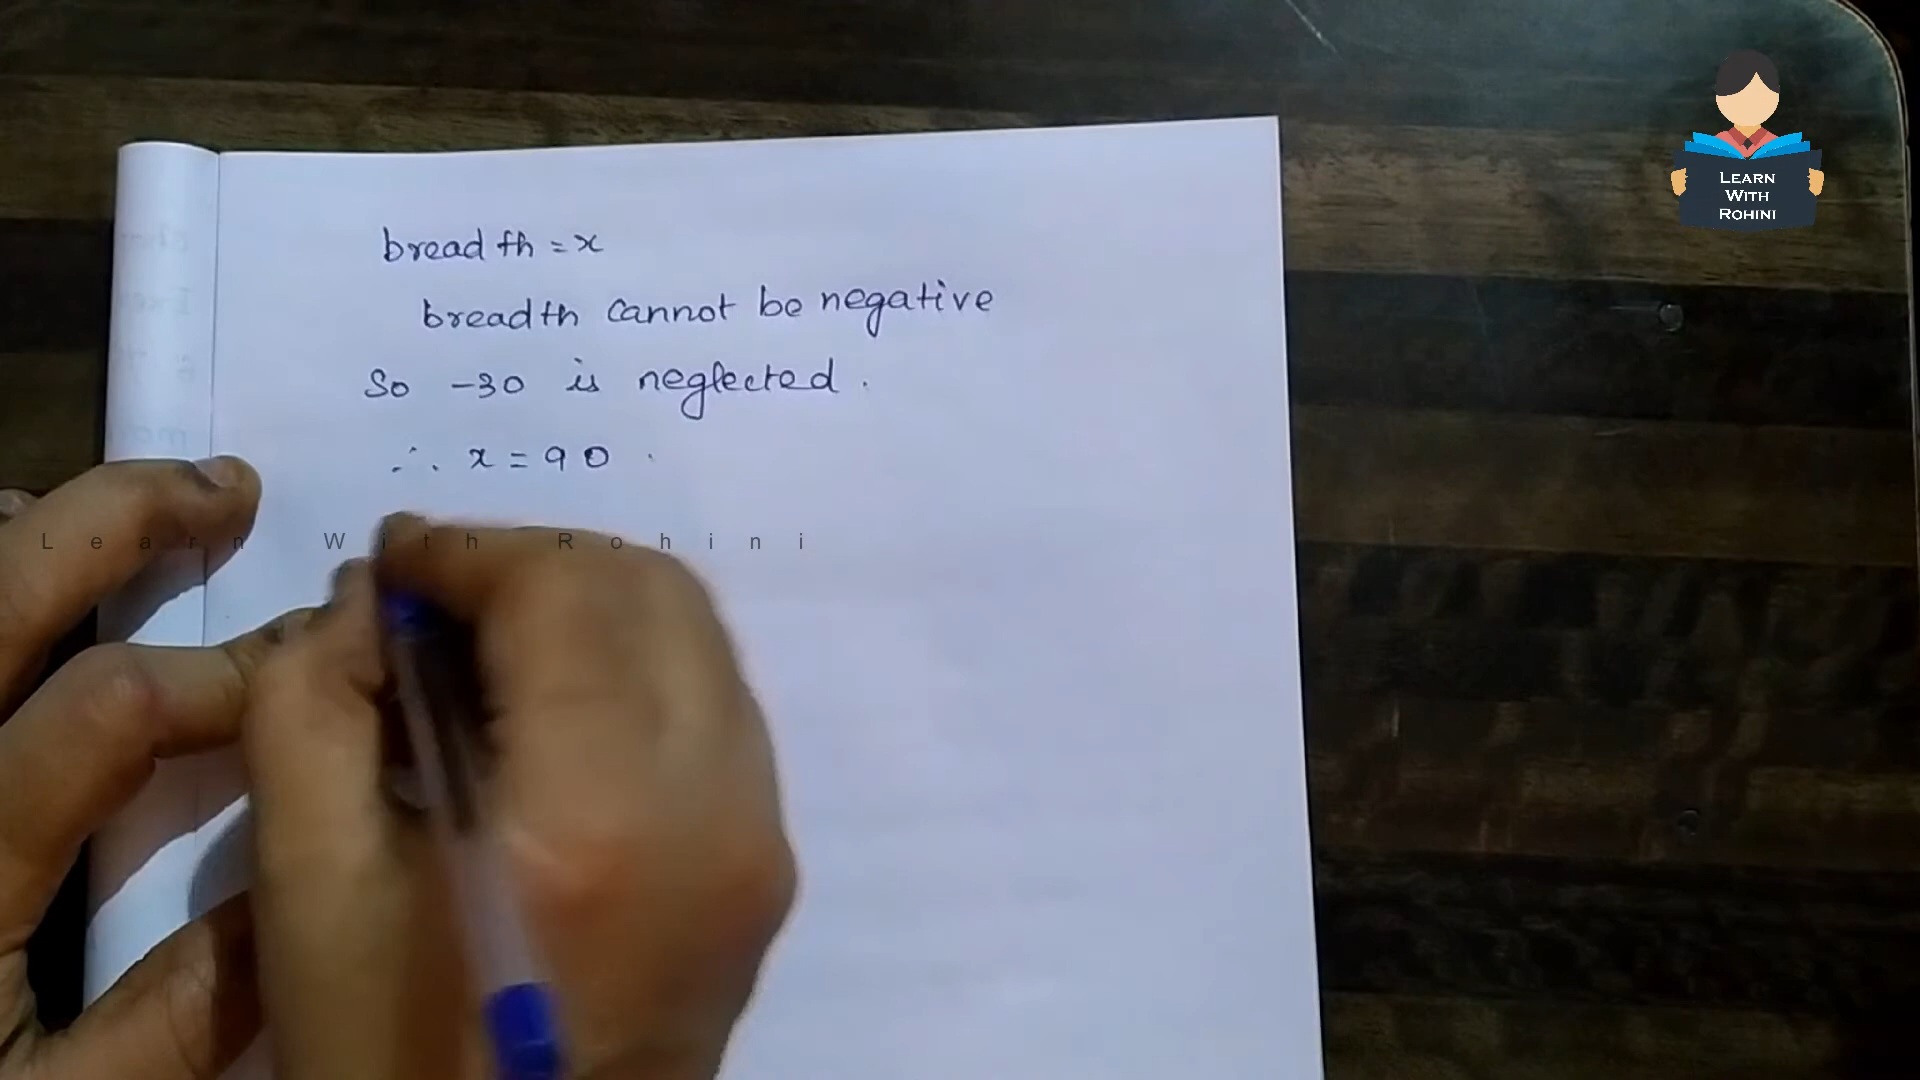 LEARN
WITH
ROHINI
breadth = x
breadth cannot be negative
So -30 is neglected.
∴ x = 90
Learn With Rohini